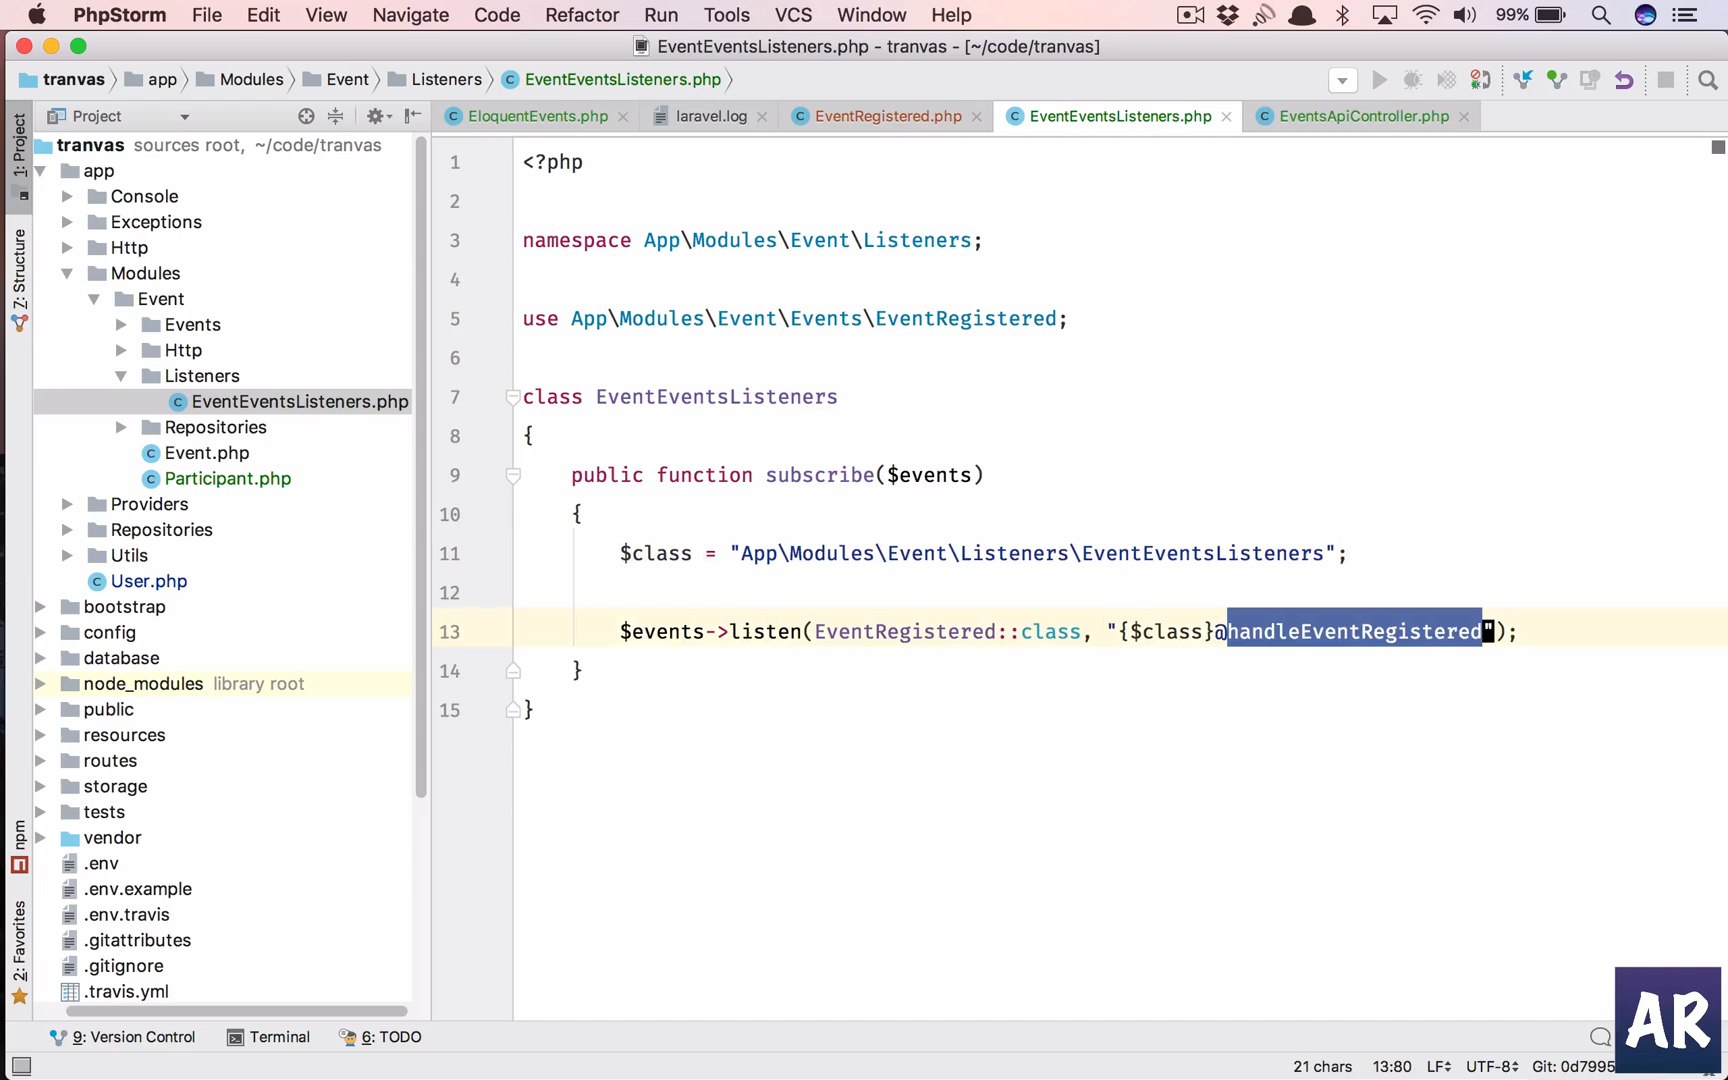 PhpStorm File Edit View Navigate Code Refactor Run Tools VCS Window Help 99%
EventEventsListeners.php - tranvas - [~/code/tranvas]
tranvas app Modules Event Listeners EventEventsListeners.php
Project
EloquentEvents.php laravel.log EventRegistered.php EventEventsListeners.php EventsApiController.php
1: Project
7: Structure
npm
2: Favorites
tranvas sources root, ~/code/tranvas
app
Console
Exceptions
Http
Modules
Event
Events
Http
Listeners
EventEventsListeners.php
Repositories
Event.php
Participant.php
Providers
Repositories
Utils
User.php
bootstrap
config
database
node_modules library root
public
resources
routes
storage
tests
vendor
.env
.env.example
.env.travis
.gitattributes
.gitignore
.travis.yml
1 <?php
2
3 namespace App\Modules\Event\Listeners;
4
5 use App\Modules\Event\Events\EventRegistered;
6
7 class EventEventsListeners
8 {
9 public function subscribe($events)
10 {
11 $class = "App\Modules\Event\Listeners\EventEventsListeners";
12
13 $events->listen(EventRegistered::class, "{$class}@handleEventRegistered");
14 }
15 }
9: Version Control Terminal 6: TODO
21 chars 13:80 LF UTF-8 Git: 0d7995
AR